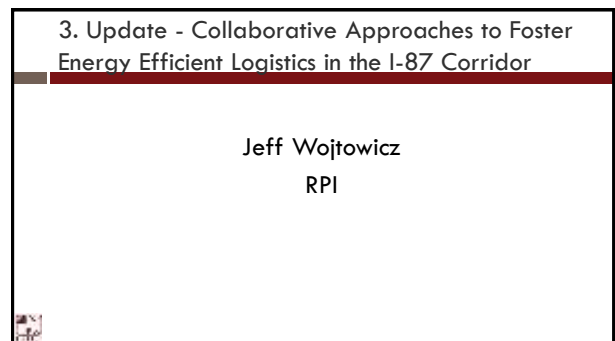 3. Update - Collaborative Approaches to Foster
Energy Efficient Logistics in the I-87 Corridor
Jeff Wojtowicz
RPI